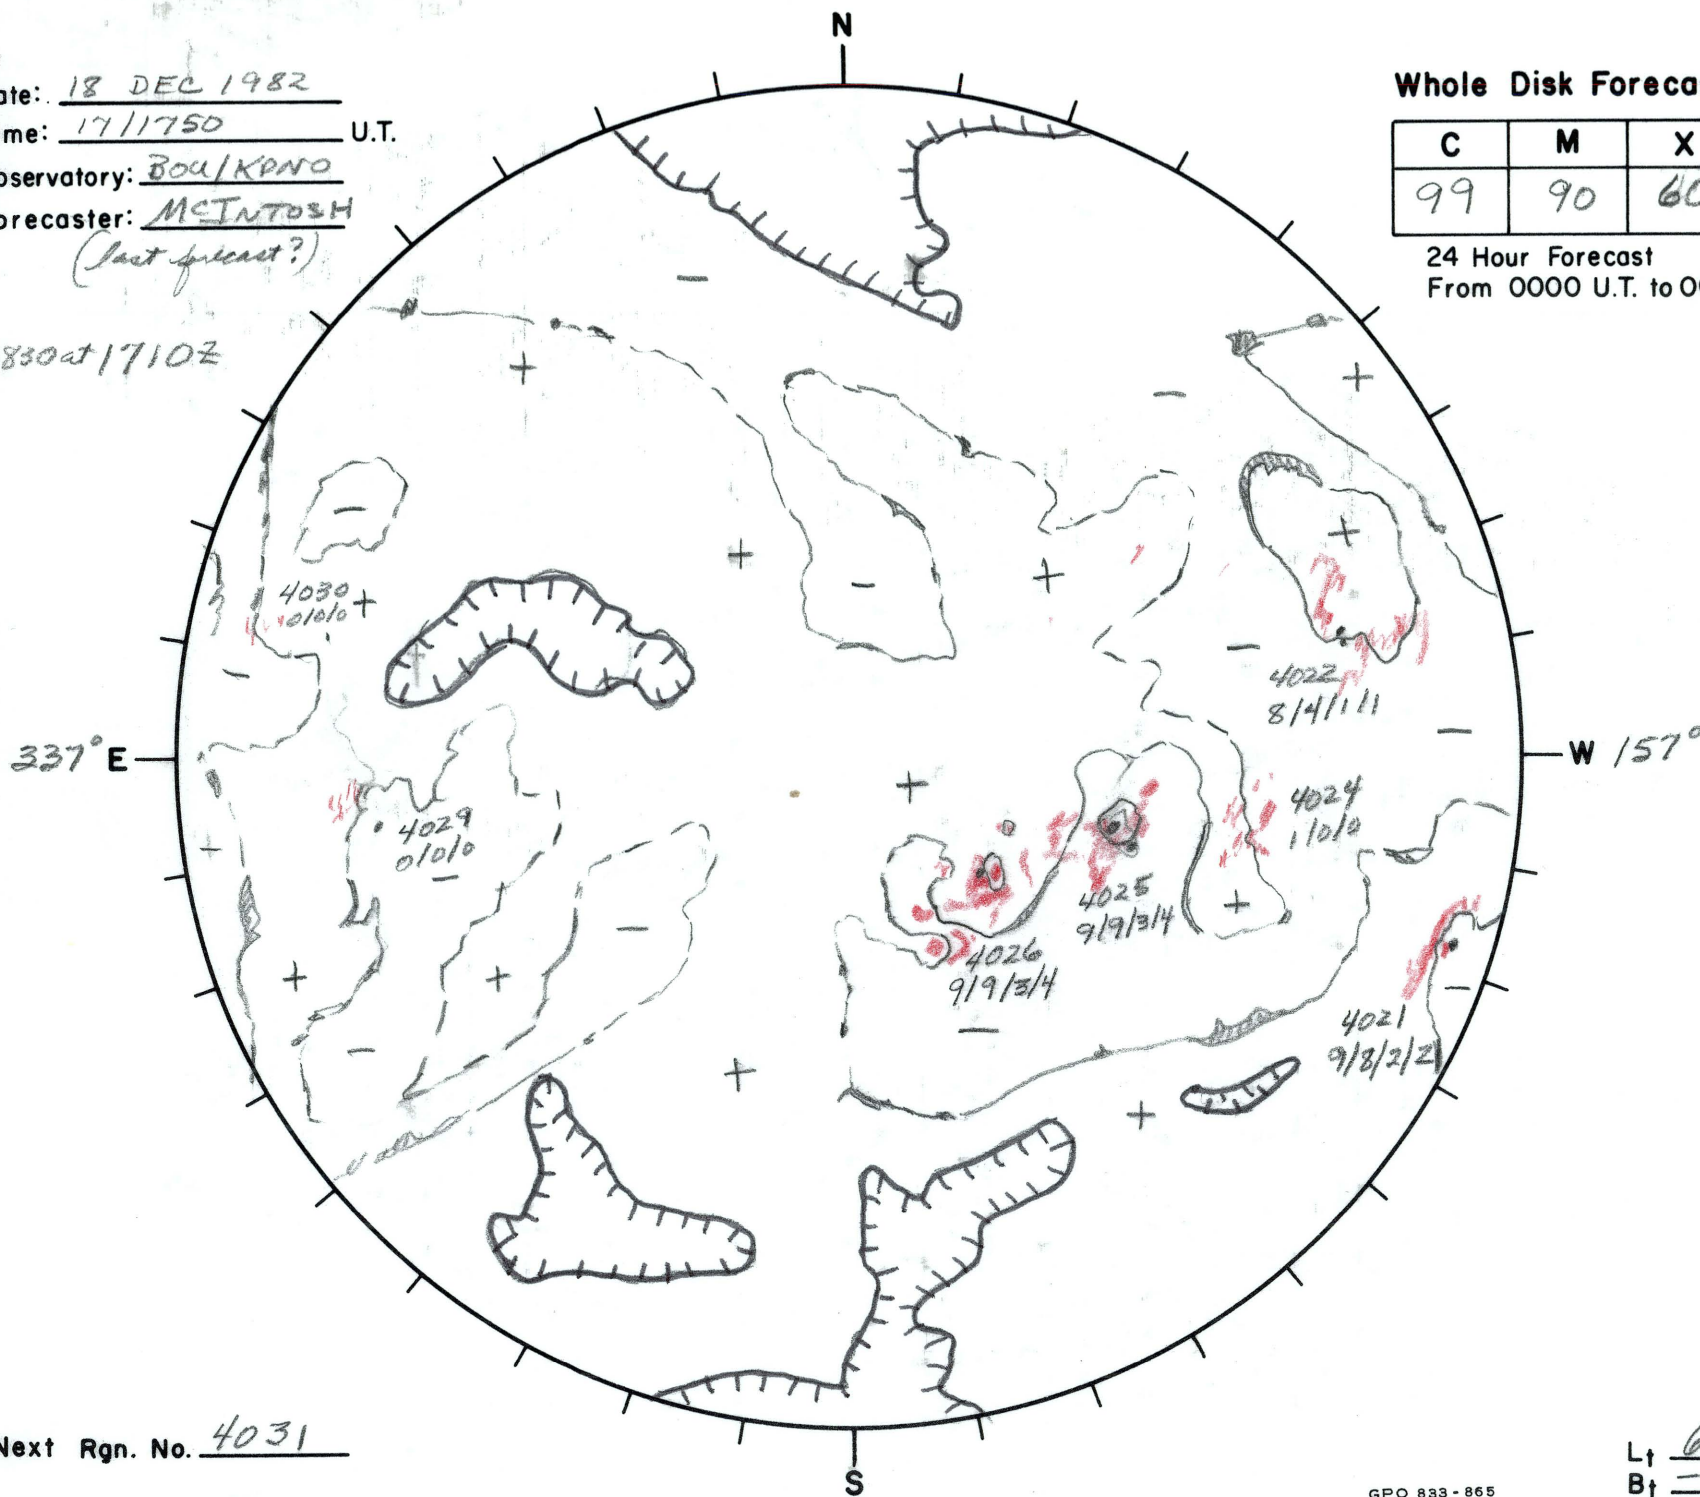 N
ate: 18 DEC 1982
me: 17/1750 U.T.
bservatory: BOU/KPNO
orecaster: McINTOSH
(last forecast?)
830 at 1710Z
Whole Disk Foreca
C M X
99 90 60
24 Hour Forecast
From 0000 U.T. to 00
4030
0/0/0
4022
8/4/1/1
337° E
W 157°
4029
0/0/0
4024
1/0/0
4025
9/9/3/4
4026
9/9/3/4
4021
9/8/2/2
Next Rgn. No. 4031
S
Lt
Bt
GPO 833-865